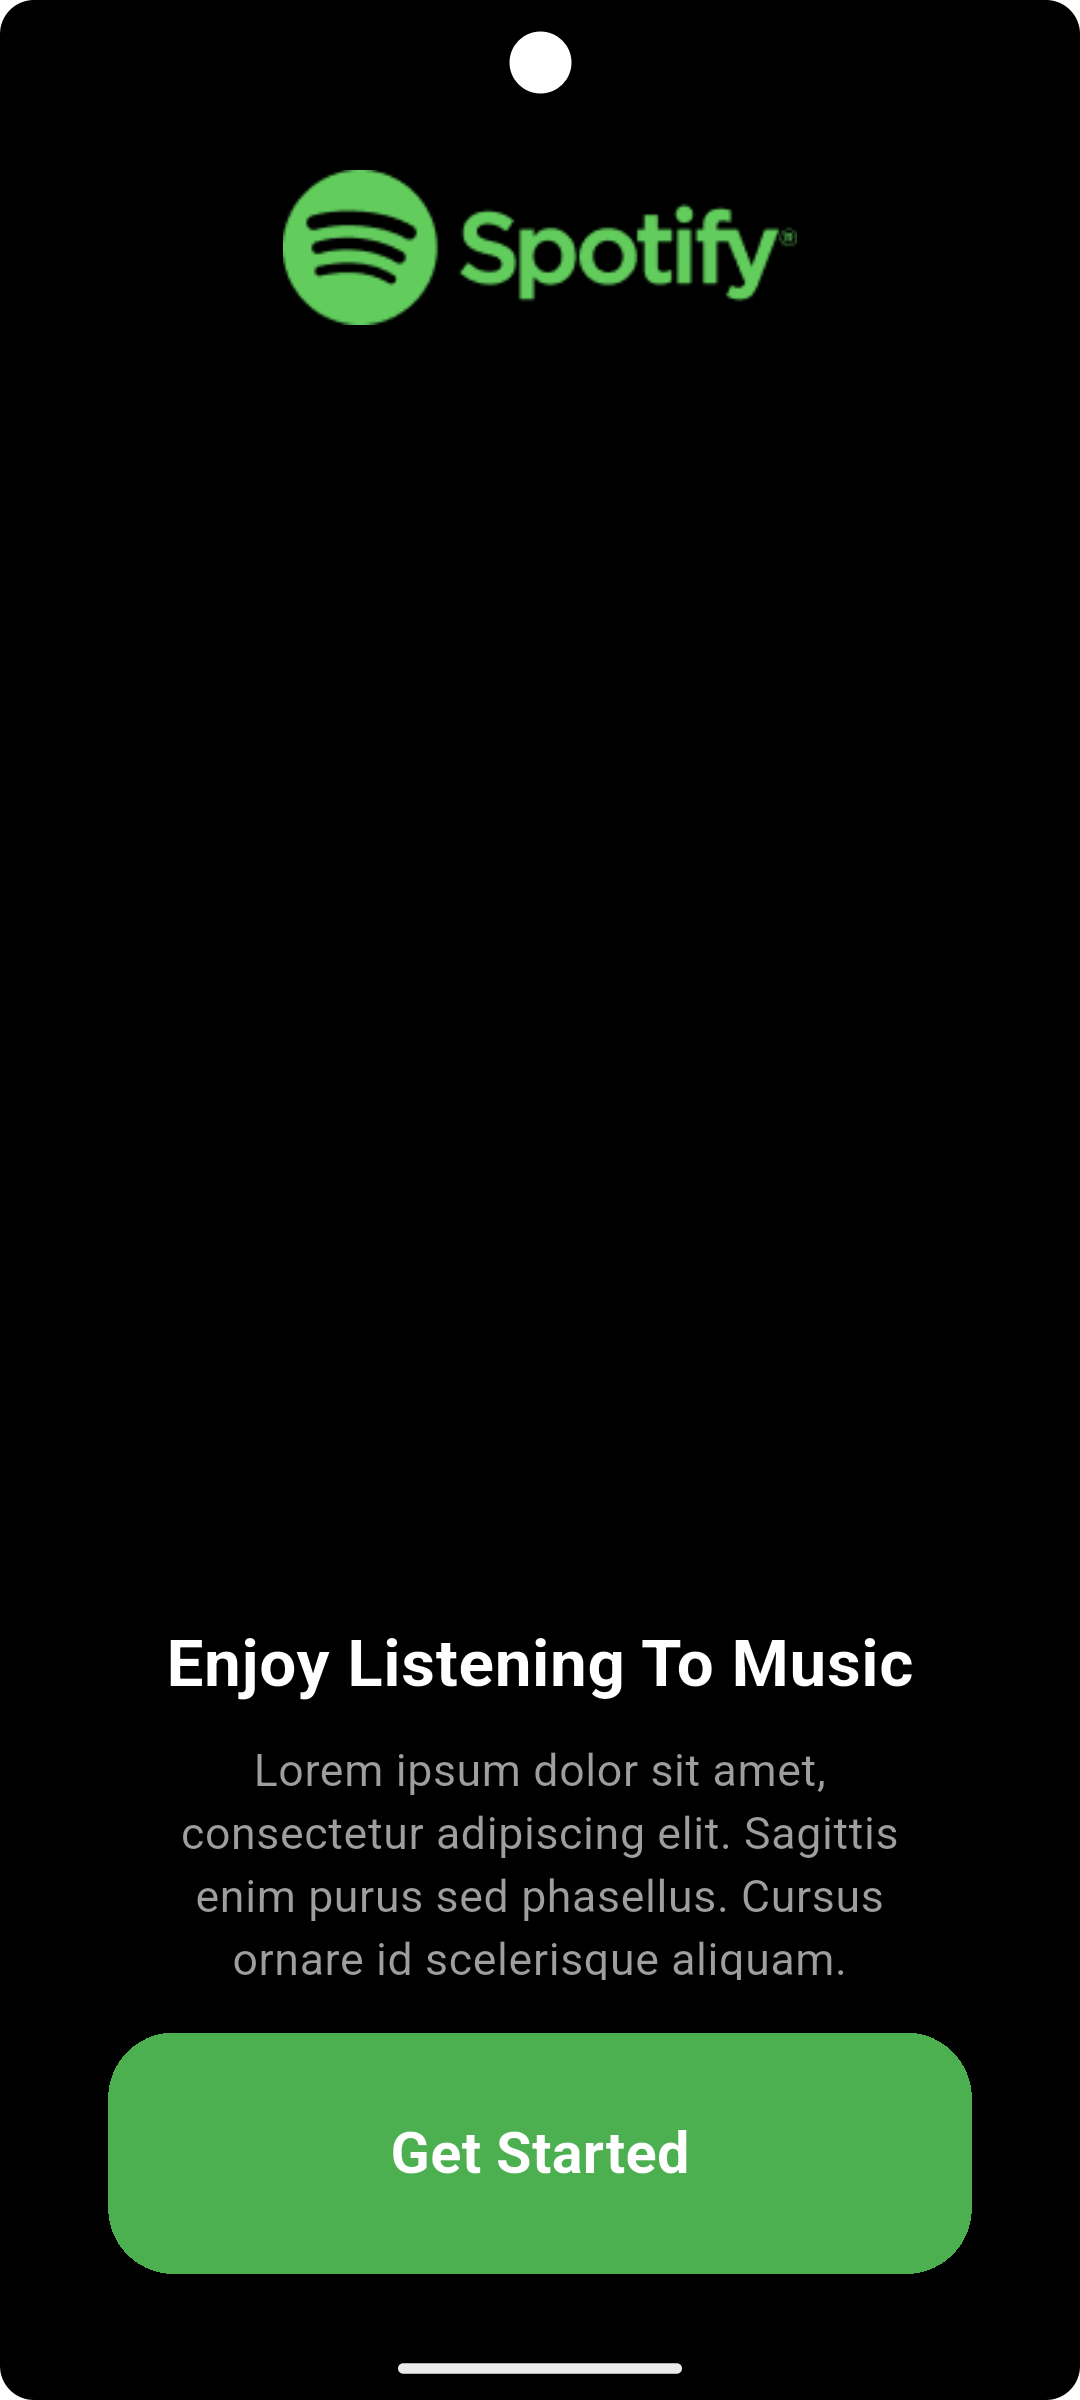 Spotify®
Enjoy Listening To Music
Lorem ipsum dolor sit amet,
consectetur adipiscing elit. Sagittis
enim purus sed phasellus. Cursus
ornare id scelerisque aliquam.
Get Started